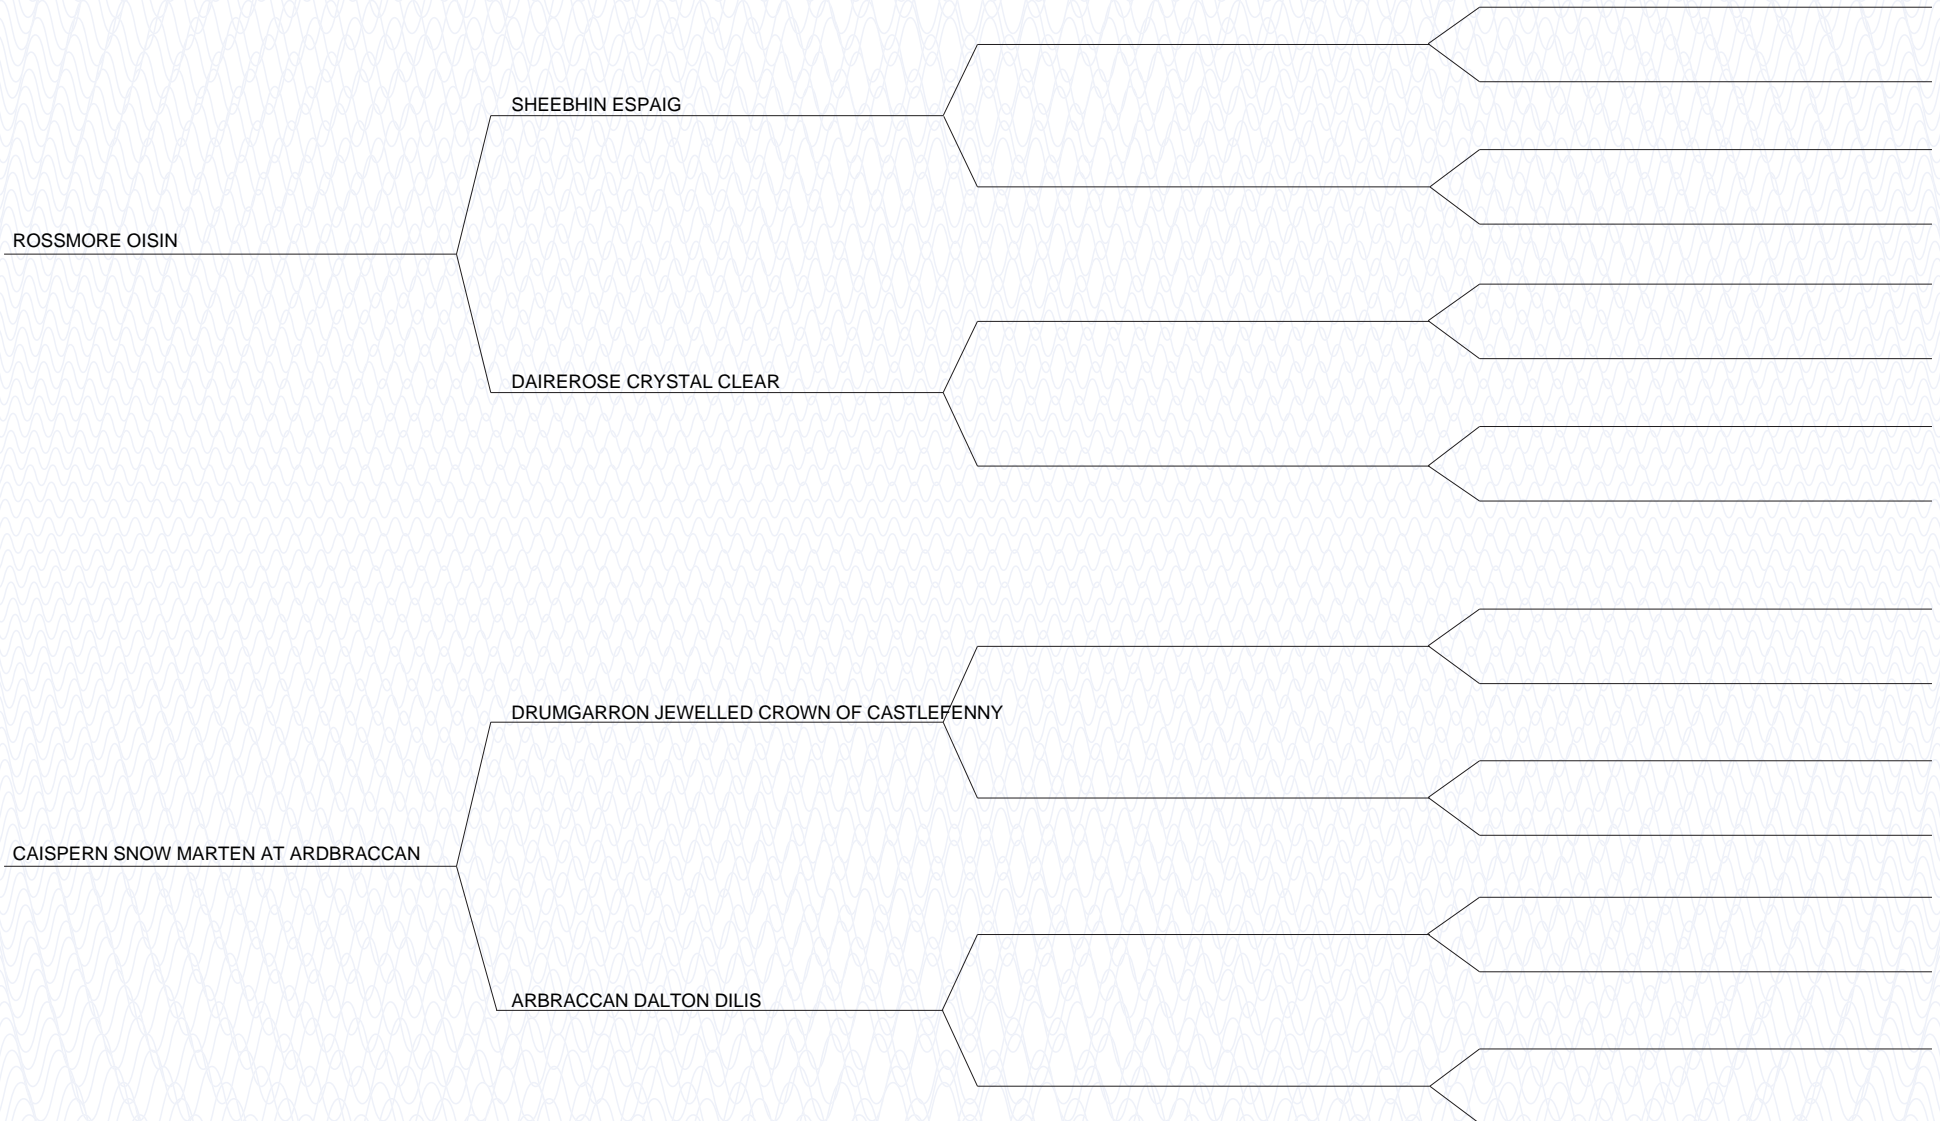 SHEEBHIN ESPAIG
ROSSMORE OISIN
DAIREROSE CRYSTAL CLEAR
DRUMGARRON JEWELLED CROWN OF CASTLEFENNY
CAISPERN SNOW MARTEN AT ARDBRACCAN
ARBRACCAN DALTON DILIS